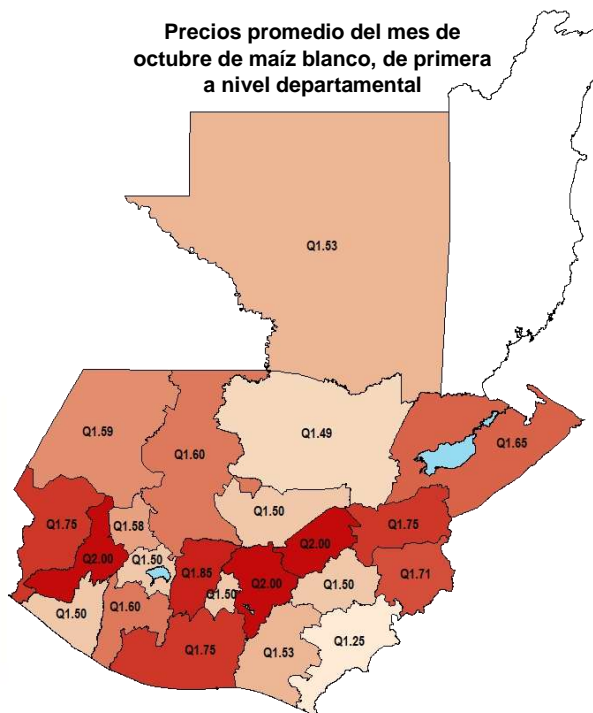 Precios promedio del mes de
octubre de maíz blanco, de primera
a nivel departamental
Q1.53
Q1.59
Q1.60
Q1.49
Q1.65
Q1.75
Q1.58
Q1.50
Q1.75
Q2.00
Q1.50
Q1.85
Q2.00
Q2.00
Q1.71
Q1.50
Q1.60
Q1.50
Q1.50
Q1.75
Q1.53
Q1.25